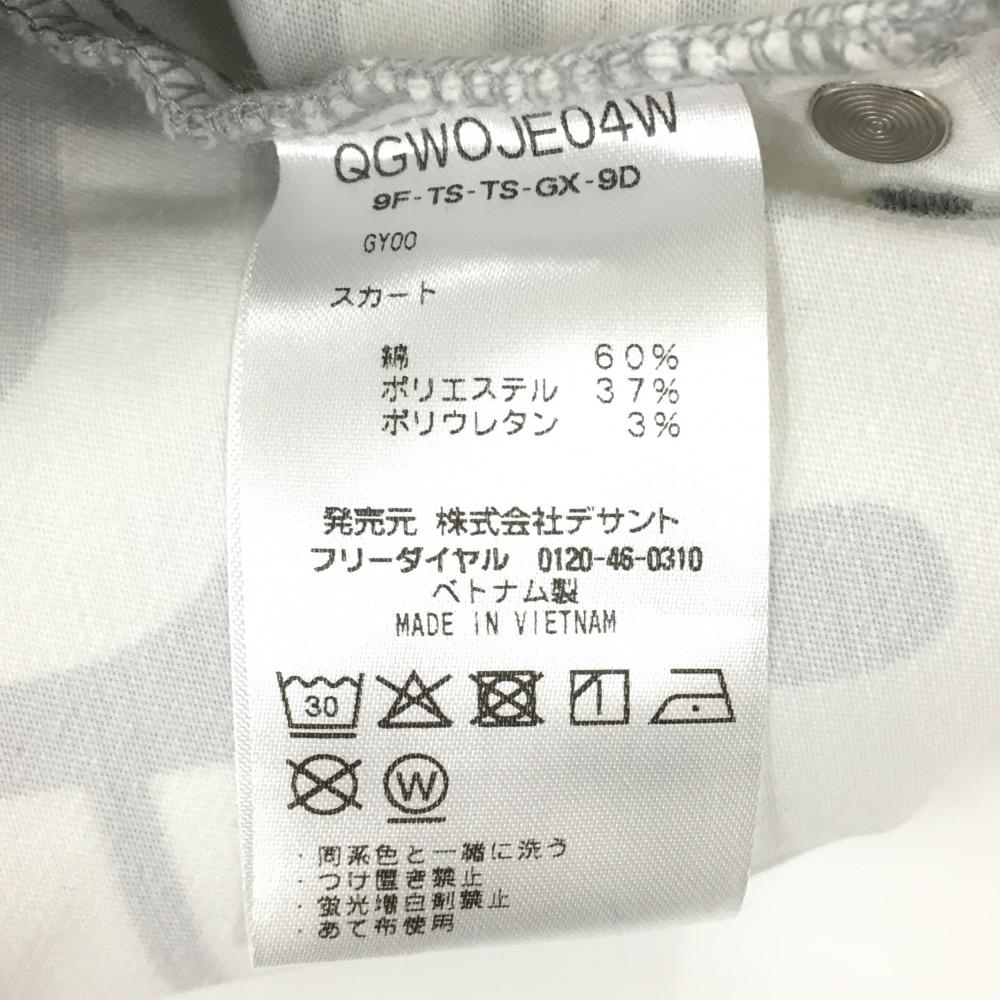 QGWOJE04W
9F-TS-TS-GX-9D
GY00
スカート
綿 60%
ポリエステル 37%
ポリウレタン 3%
発売元 株式会社デサント
フリーダイヤル 0120-46-0310
ベトナム製
MADE IN VIETNAM
30
W
・同系色と一緒に洗う
・つけ置き禁止
・蛍光増白剤禁止
・あて布使用